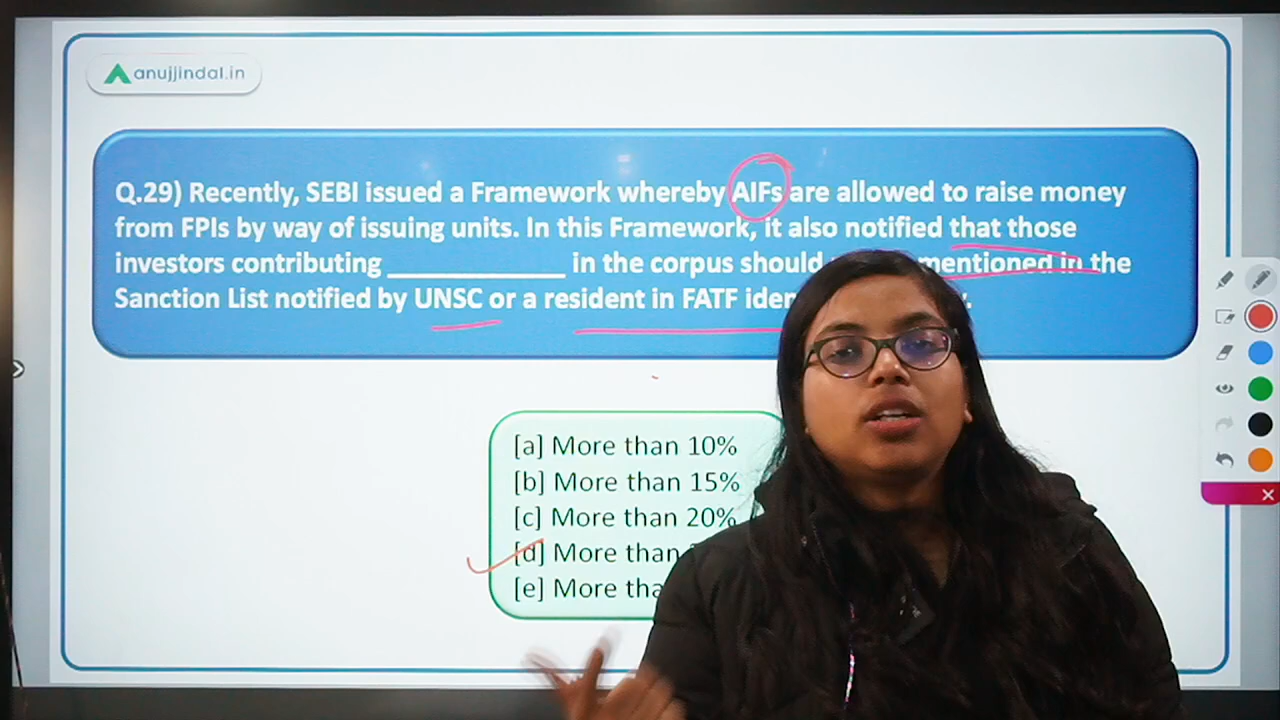 anujjindal.in
Q.29) Recently, SEBI issued a Framework whereby AIFs are allowed to raise money
from FPIs by way of issuing units. In this Framework, it also notified that those
investors contributing ______________ in the corpus should mentioned in the
Sanction List notified by UNSC or a resident in FATF
[a] More than 10%
[b] More than 15%
[c] More than 20%
[d] More than
[e] More